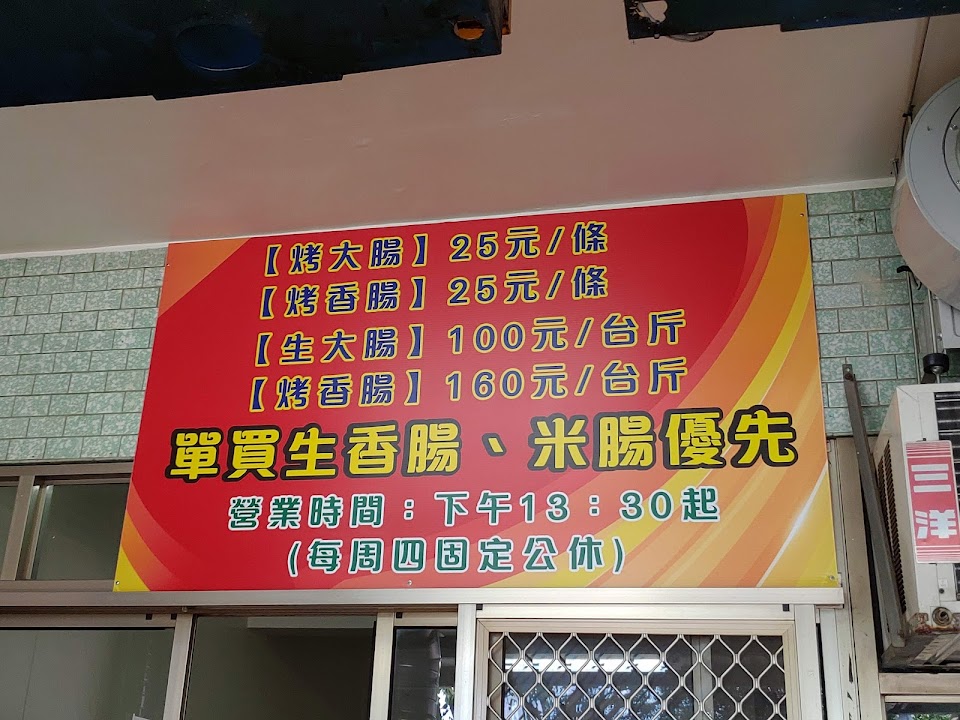 【烤大腸】25元/條
【烤香腸】25元/條
【生大腸】100元/台斤
【烤香腸】160元/台斤
單買生香腸、米腸優先
營業時間：下午13：30起
(每周四固定公休)
三洋